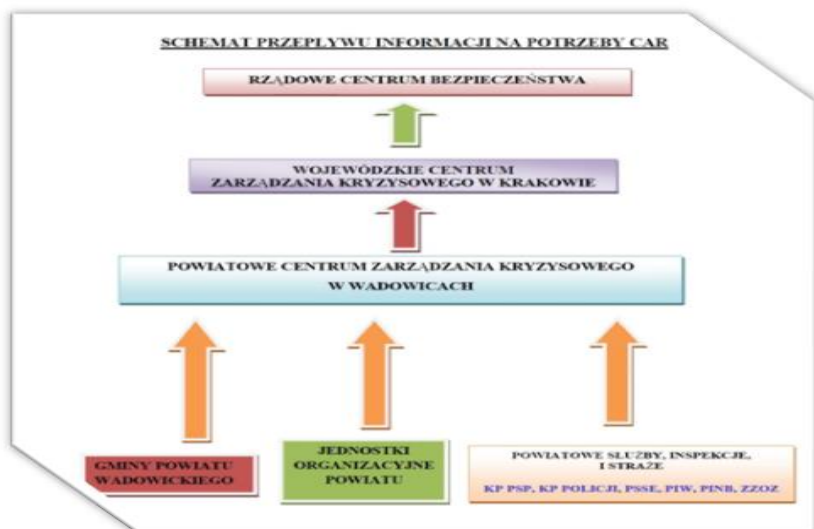 SCHEMAT PRZEPŁYWU INFORMACJI NA POTRZEBY CAR
RZĄDOWE CENTRUM BEZPIECZEŃSTWA
WOJEWÓDZKIE CENTRUM
ZARZĄDZANIA KRYZYSOWEGO W KRAKOWIE
POWIATOWE CENTRUM ZARZĄDZANIA KRYZYSOWEGO
W WADOWICACH
GMINY POWIATU
WADOWICKIEGO
JEDNOSTKI
ORGANIZACYJNE
POWIATU
POWIATOWE SŁUŻBY, INSPEKCJE,
I STRAŻE
KP PSP, KP POLICJI, PSSE, PIW, PINB, ZZOZ